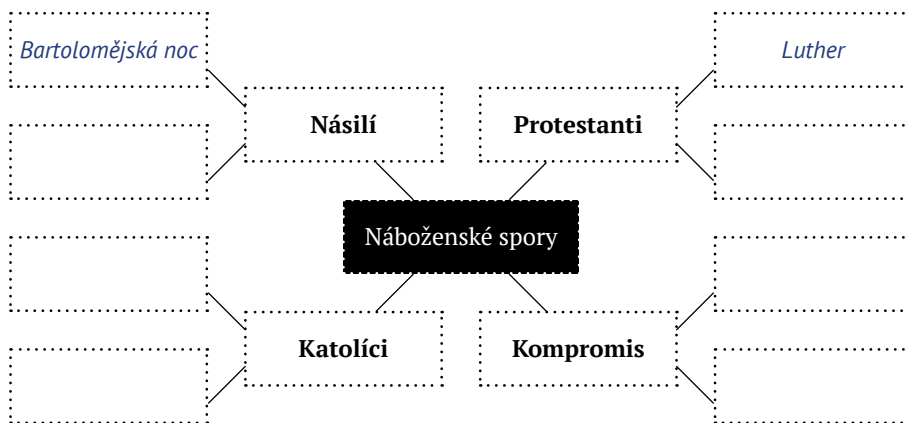 Bartolomějská noc
Luther
Násilí
Protestanti
Náboženské spory
Katolíci
Kompromis